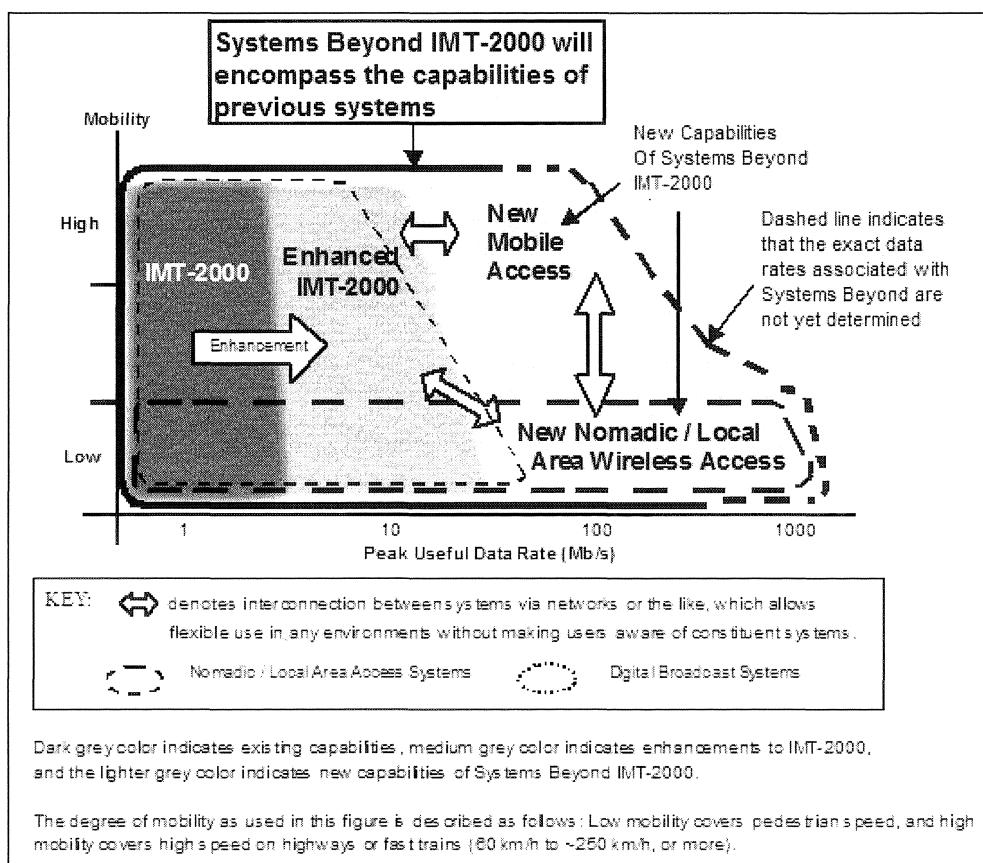 Systems Beyond IMT-2000 will
encompass the capabilities of
previous systems
Mobility
New Capabilities
Of Systems Beyond
IMT-2000
High
New
Mobile
Access
Dashed line indicates
that the exact data
rates associated with
Systems Beyond are
not yet determined
IMT-2000
Enhanced
IMT-2000
Enhancement
Low
New Nomadic / Local
Area Wireless Access
1
10
100
1000
Peak Useful Data Rate (Mb/s)
KEY:
denotes interconnection between systems via networks or the like, which allows
flexible use in any environments without making users aware of constituent systems.
Nomadic / Local Area Access Systems
Digital Broadcast Systems
Dark grey color indicates existing capabilities, medium grey color indicates enhancements to IMT-2000,
and the lighter grey color indicates new capabilities of Systems Beyond IMT-2000.
The degree of mobility as used in this figure is described as follows: Low mobility covers pedestrian speed, and high
mobility covers high speed on highways or fast trains (60 km/h to ~250 km/h, or more).